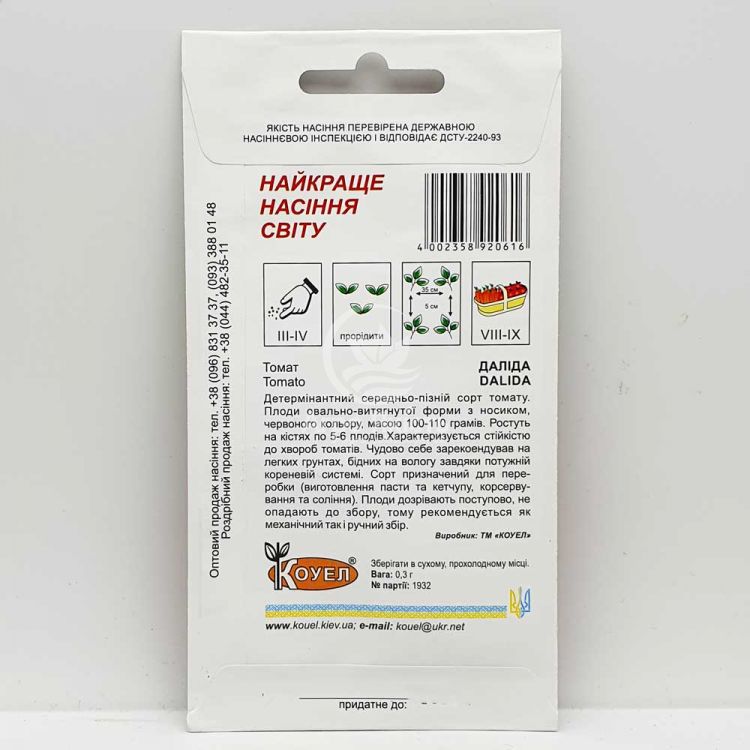 ЯКІСТЬ НАСІННЯ ПЕРЕВІРЕНА ДЕРЖАВНОЮ
НАСІННЄВОЮ ІНСПЕКЦІЄЮ І ВІДПОВІДАЄ ДСТУ-2240-93
НАЙКРАЩЕ
НАСІННЯ
СВІТУ
4 002358 920616
III-IV
прорідити
35 см
5 см
VIII-IX
Томат ДАЛІДА
Tomato DALIDA
Детермінантний середньо-пізній сорт томату.
Плоди овально-витягнутої форми з носиком,
червоного кольору, масою 100-110 грамів. Ростуть
на кістях по 5-6 плодів.Характеризується стійкістю
до хвороб томатів. Чудово себе зарекоендував на
легких грунтах, бідних на вологу завдяки потужній
кореневій системі. Сорт призначений для пере-
робки (виготовлення пасти та кетчупу, корсерву-
вання та соління). Плоди дозрівають поступово, не
опадають до збору, тому рекомендується як
механічний так і ручний збір.
Виробник: ТМ «КОУЕЛ»
КОУЕЛ®
Зберігати в сухому, прохолодному місці.
Вага: 0,3 г
№ партії: 1932
www.kouel.kiev.ua; e-mail: kouel@ukr.net
придатне до:
Оптовий продаж насіння: тел. +38 (096) 831 37 37, (093) 388 01 48
Роздрібний продаж насіння: тел. +38 (044) 482-35-11